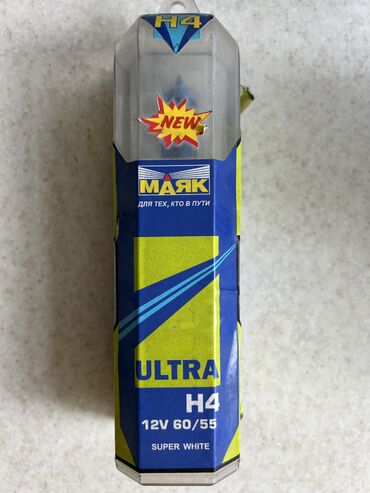 H4
NEW
МАЯК
ДЛЯ ТЕХ, КТО В ПУТИ
ULTRA
H4
12V 60/55
SUPER WHITE